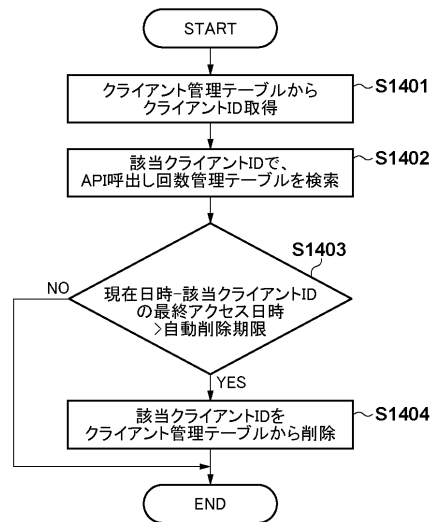 START
クライアント管理テーブルから
クライアントID取得
S1401
該当クライアントIDで、
API呼出し回数管理テーブルを検索
S1402
S1403
現在日時-該当クライアントID
の最終アクセス日時
>自動削除期限
NO
YES
該当クライアントIDを
クライアント管理テーブルから削除
S1404
END